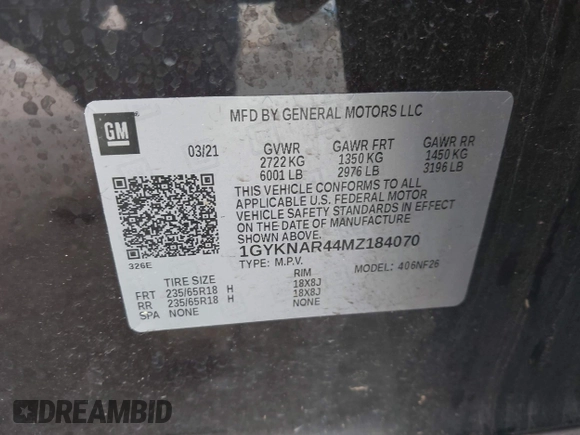 MFD BY GENERAL MOTORS LLC
GM
03/21 GVWR GAWR FRT GAWR RR
2722 KG 1350 KG 1450 KG
6001 LB 2976 LB 3196 LB
THIS VEHICLE CONFORMS TO ALL
APPLICABLE U.S. FEDERAL MOTOR
VEHICLE SAFETY STANDARDS IN EFFECT
ON THE DATE OF MANUFACTURE
SHOWN ABOVE.
1GYKNAR44MZ184070
326E
TYPE: M.P.V. MODEL: 406NF26
TIRE SIZE RIM
FRT 235/65R18 H 18X8J
RR 235/65R18 H 18X8J
SPA NONE NONE
DREAMBID